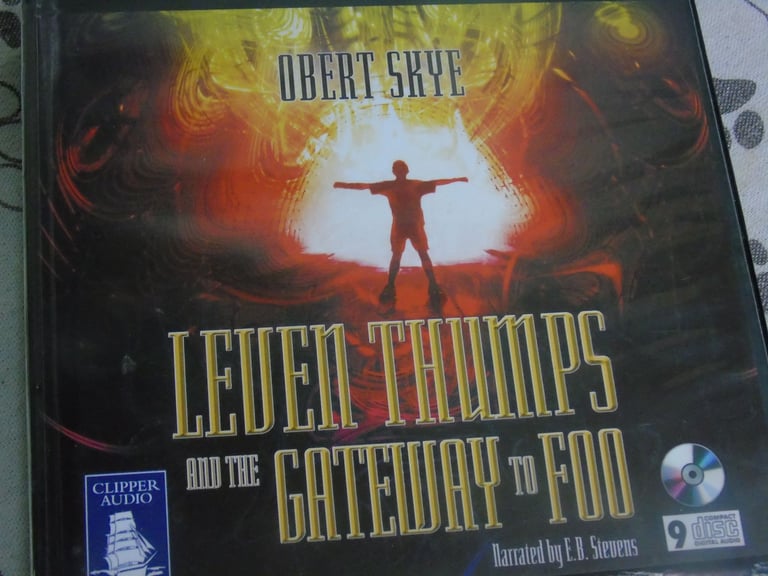 OBERT SKYE
LEVEN THUMPS
AND THE GATEWAY TO FOO
Narrated by E.B. Stevens
CLIPPER
AUDIO
9 COMPACT
disc
DIGITAL AUDIO